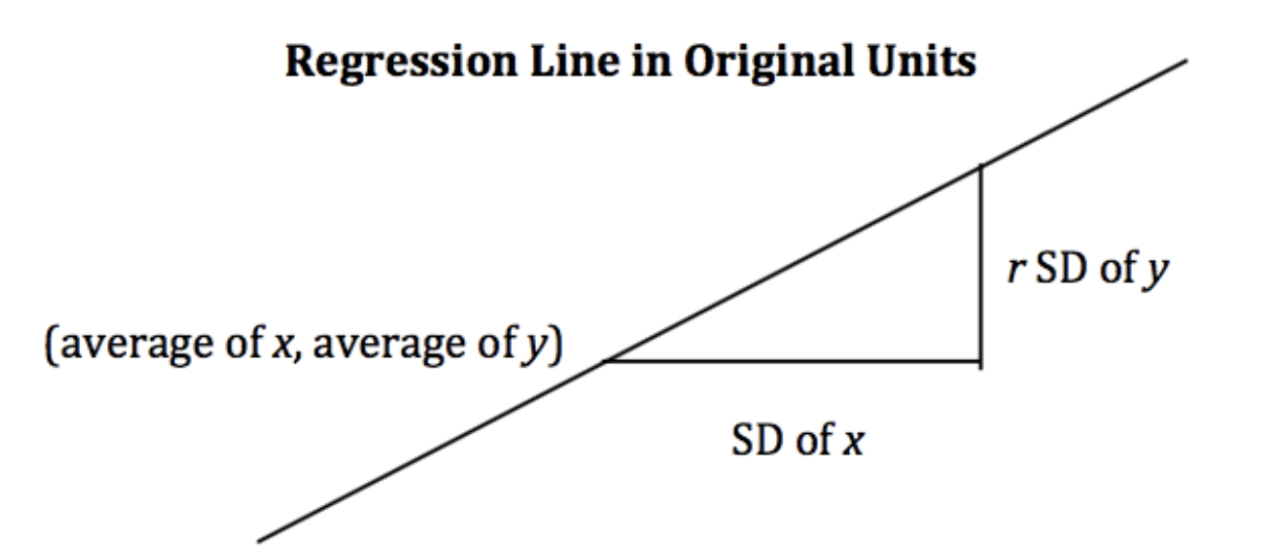 Regression Line in Original Units
r SD of y
(average of x, average of y)
SD of x